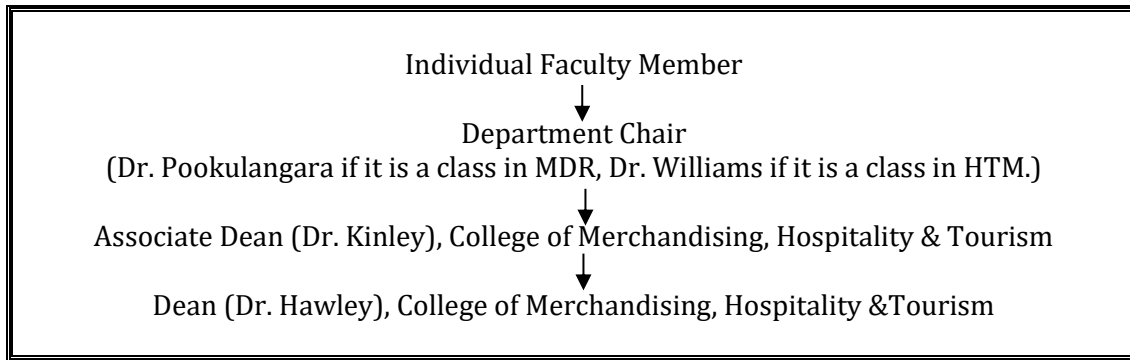 Individual Faculty Member
Department Chair
(Dr. Pookulangara if it is a class in MDR, Dr. Williams if it is a class in HTM.)
Associate Dean (Dr. Kinley), College of Merchandising, Hospitality & Tourism
Dean (Dr. Hawley), College of Merchandising, Hospitality &Tourism